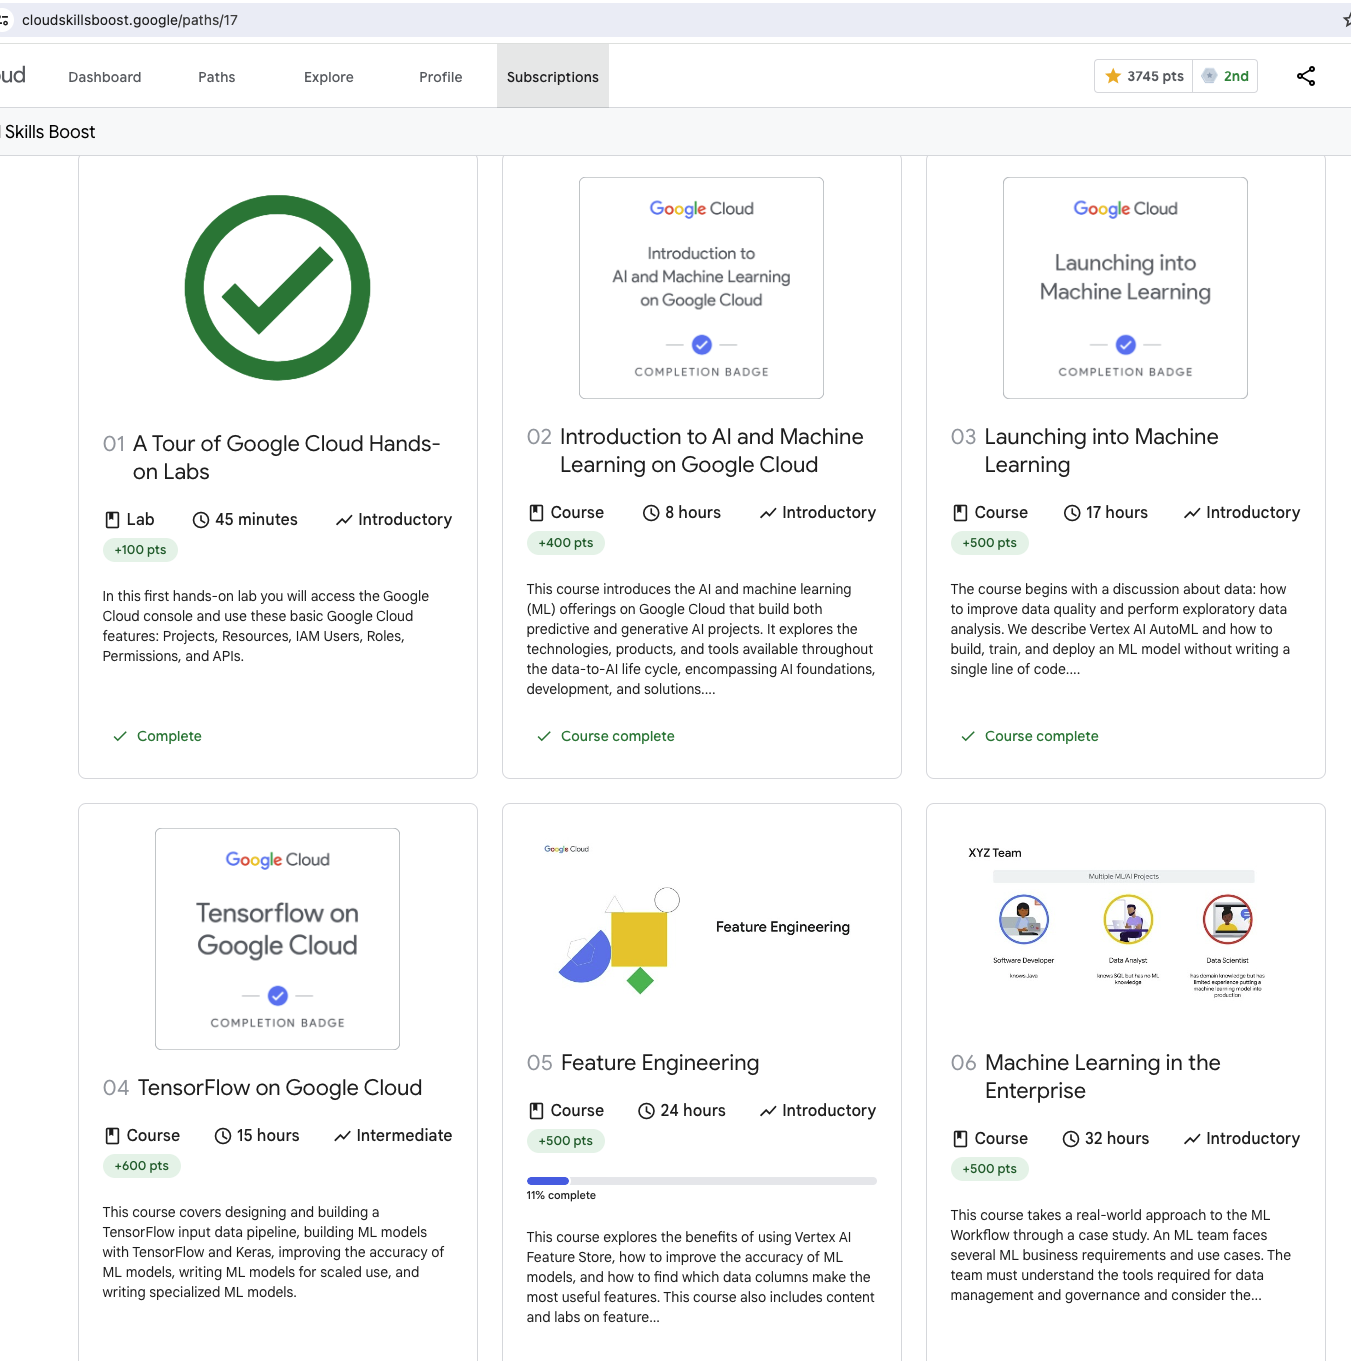 cloudskillsboost.google/paths/17
Dashboard Paths Explore Profile Subscriptions 3745 pts 2nd
Skills Boost
Google Cloud
Introduction to
AI and Machine Learning
on Google Cloud
COMPLETION BADGE
Google Cloud
Launching into
Machine Learning
COMPLETION BADGE
01 A Tour of Google Cloud Hands-
on Labs
Lab 45 minutes Introductory
+100 pts
In this first hands-on lab you will access the Google
Cloud console and use these basic Google Cloud
features: Projects, Resources, IAM Users, Roles,
Permissions, and APIs.
Complete
02 Introduction to AI and Machine
Learning on Google Cloud
Course 8 hours Introductory
+400 pts
This course introduces the AI and machine learning
(ML) offerings on Google Cloud that build both
predictive and generative AI projects. It explores the
technologies, products, and tools available throughout
the data-to-AI life cycle, encompassing AI foundations,
development, and solutions....
Course complete
03 Launching into Machine
Learning
Course 17 hours Introductory
+500 pts
The course begins with a discussion about data: how
to improve data quality and perform exploratory data
analysis. We describe Vertex AI AutoML and how to
build, train, and deploy an ML model without writing a
single line of code....
Course complete
Google Cloud
Tensorflow on
Google Cloud
COMPLETION BADGE
04 TensorFlow on Google Cloud
Course 15 hours Intermediate
+600 pts
This course covers designing and building a
TensorFlow input data pipeline, building ML models
with TensorFlow and Keras, improving the accuracy of
ML models, writing ML models for scaled use, and
writing specialized ML models.
Google Cloud
Feature Engineering
05 Feature Engineering
Course 24 hours Introductory
+500 pts
11% complete
This course explores the benefits of using Vertex AI
Feature Store, how to improve the accuracy of ML
models, and how to find which data columns make the
most useful features. This course also includes content
and labs on feature...
XYZ Team
Multiple ML/AI Projects
Software Developer
knows Java
Data Analyst
knows SQL but has no ML
knowledge
Data Scientist
has domain knowledge but has
limited experience putting a
machine learning model into
production
06 Machine Learning in the
Enterprise
Course 32 hours Introductory
+500 pts
This course takes a real-world approach to the ML
Workflow through a case study. An ML team faces
several ML business requirements and use cases. The
team must understand the tools required for data
management and governance and consider the...